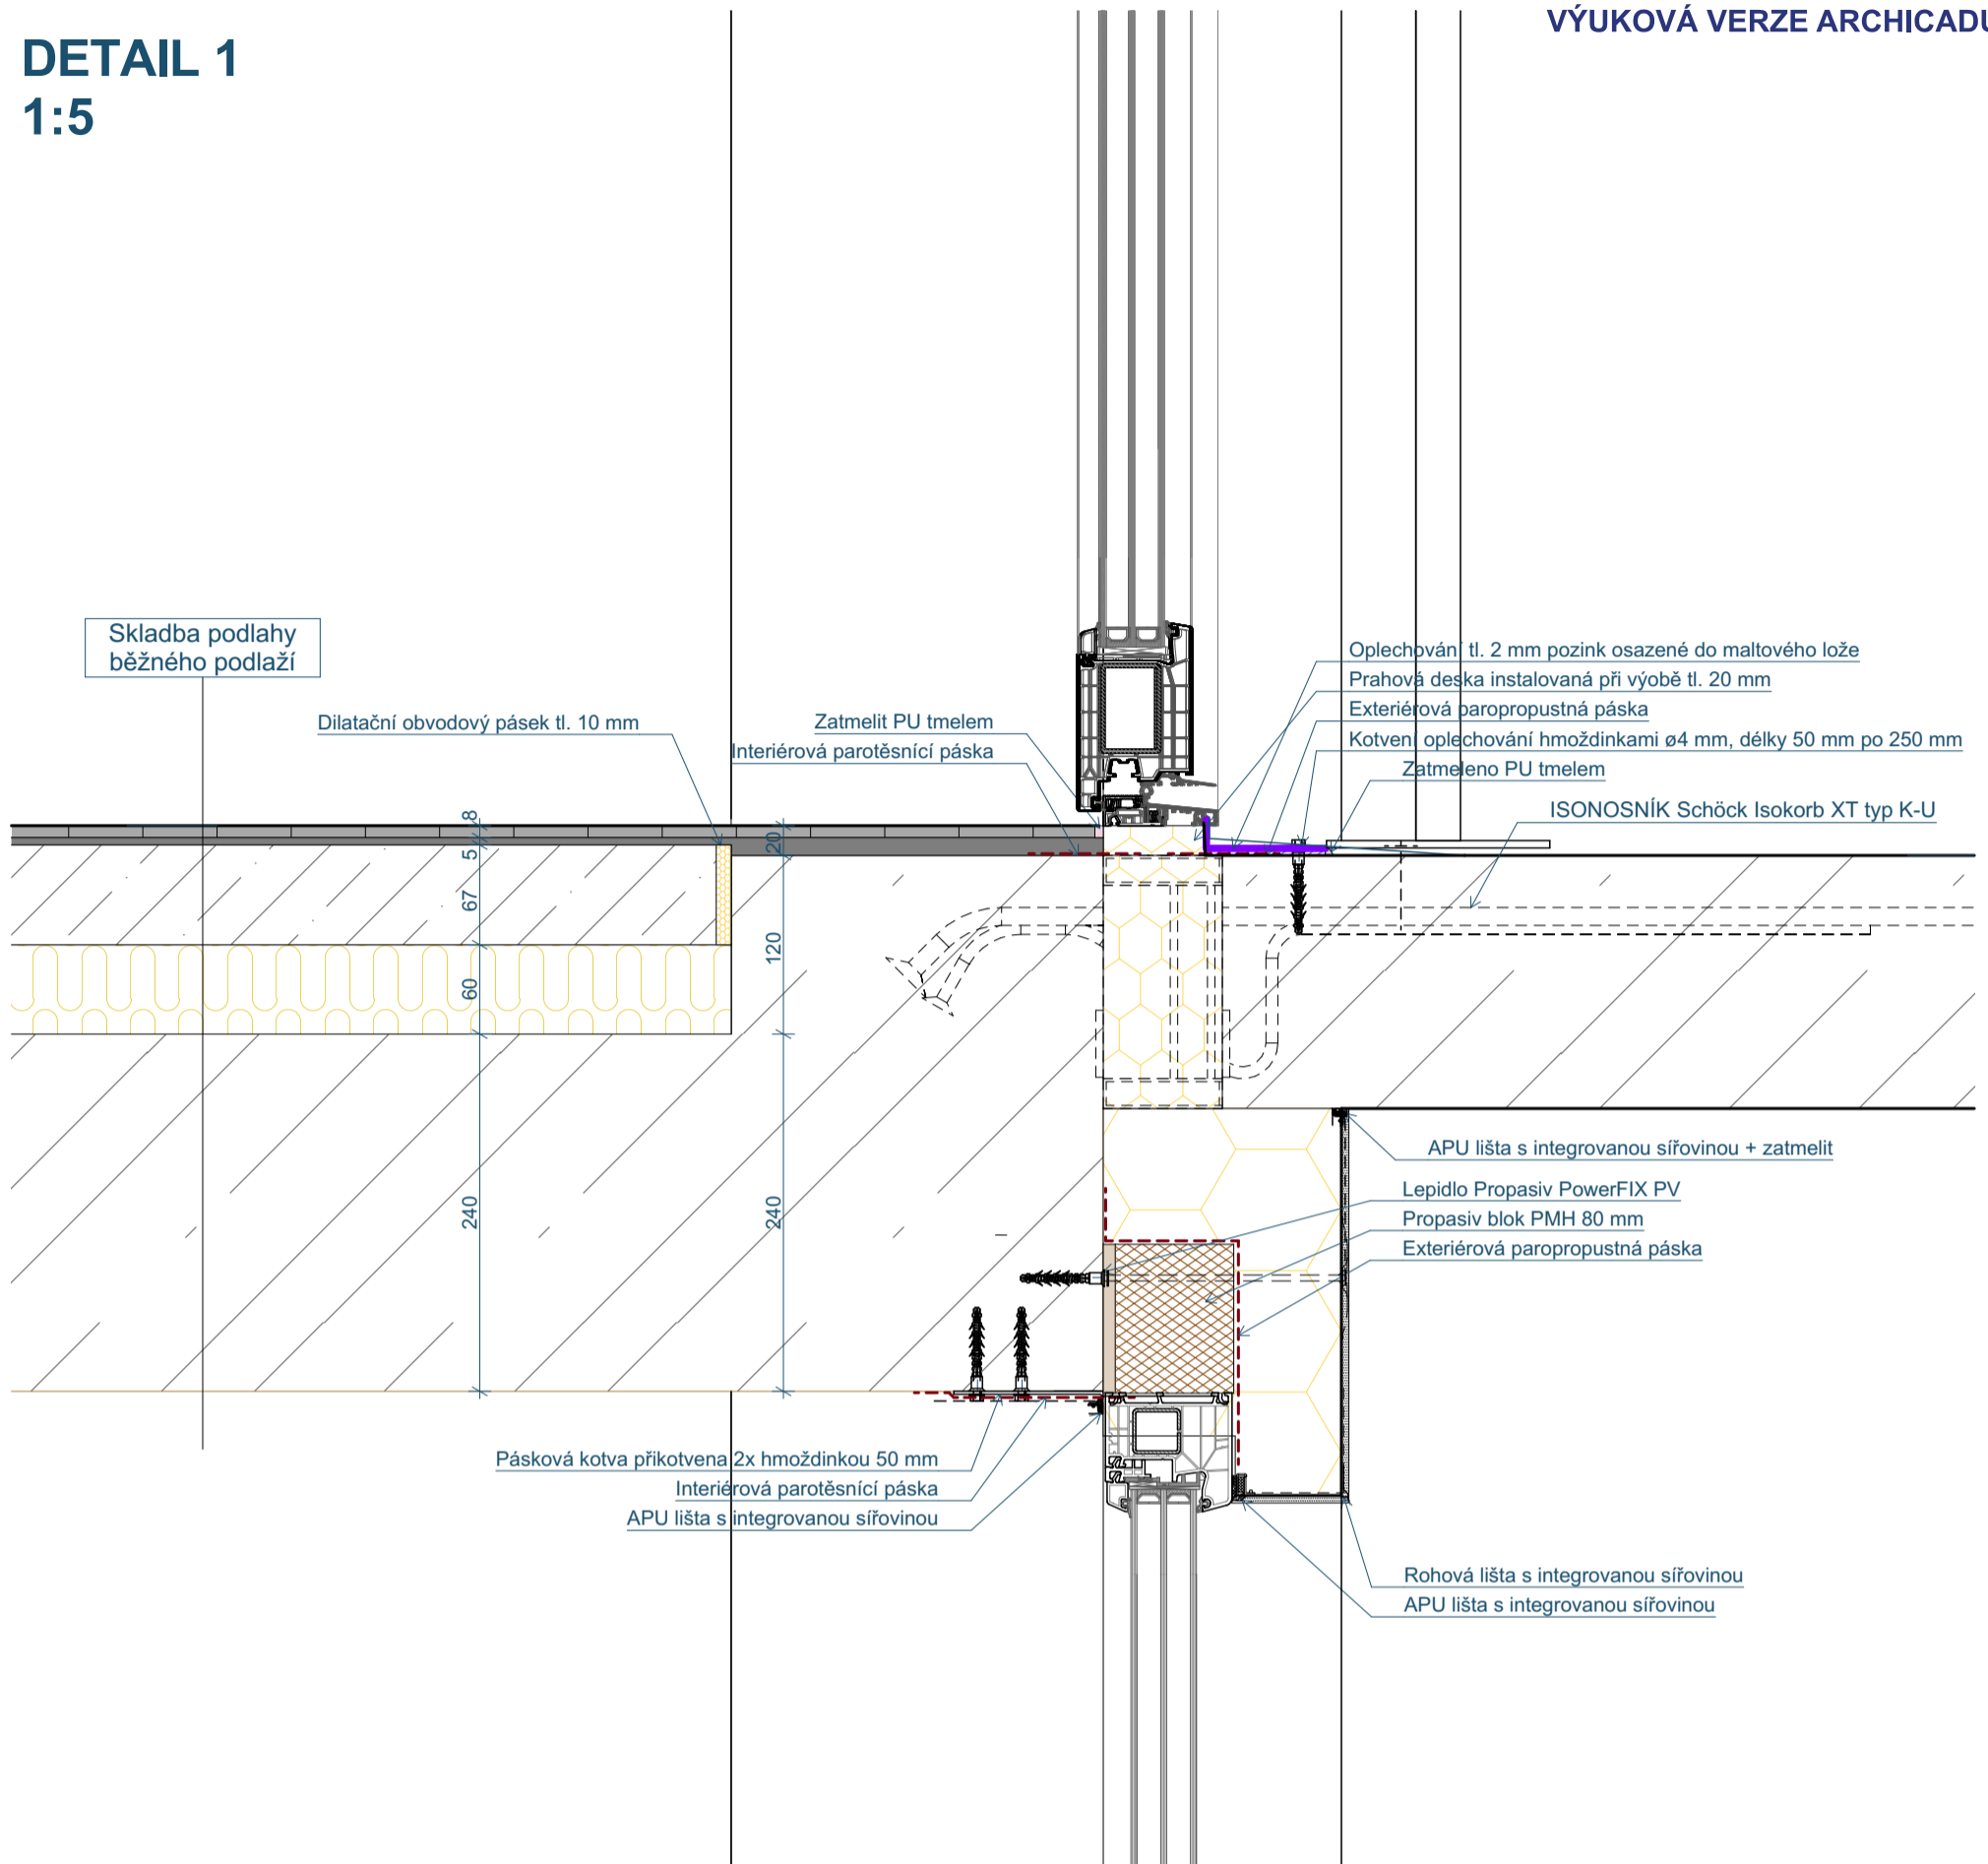 VÝUKOVÁ VERZE ARCHICADU
DETAIL 1
1:5
Skladba podlahy
běžného podlaží
Dilatační obvodový pásek tl. 10 mm
Zatmelit PU tmelem
Interiérová parotěsnící páska
Oplechování tl. 2 mm pozink osazené do maltového lože
Prahová deska instalovaná při výobě tl. 20 mm
Exteriérová paropropustná páska
Kotvení oplechování hmoždinkami ø4 mm, délky 50 mm po 250 mm
Zatmeleno PU tmelem
ISONOSNÍK Schöck Isokorb XT typ K-U
8
5
67
60
240
20
120
240
APU lišta s integrovanou síťovinou + zatmelit
Lepidlo Propasiv PowerFIX PV
Propasiv blok PMH 80 mm
Exteriérová paropropustná páska
Pásková kotva přikotvena 2x hmoždinkou 50 mm
Interiérová parotěsnící páska
APU lišta s integrovanou síťovinou
Rohová lišta s integrovanou síťovinou
APU lišta s integrovanou síťovinou